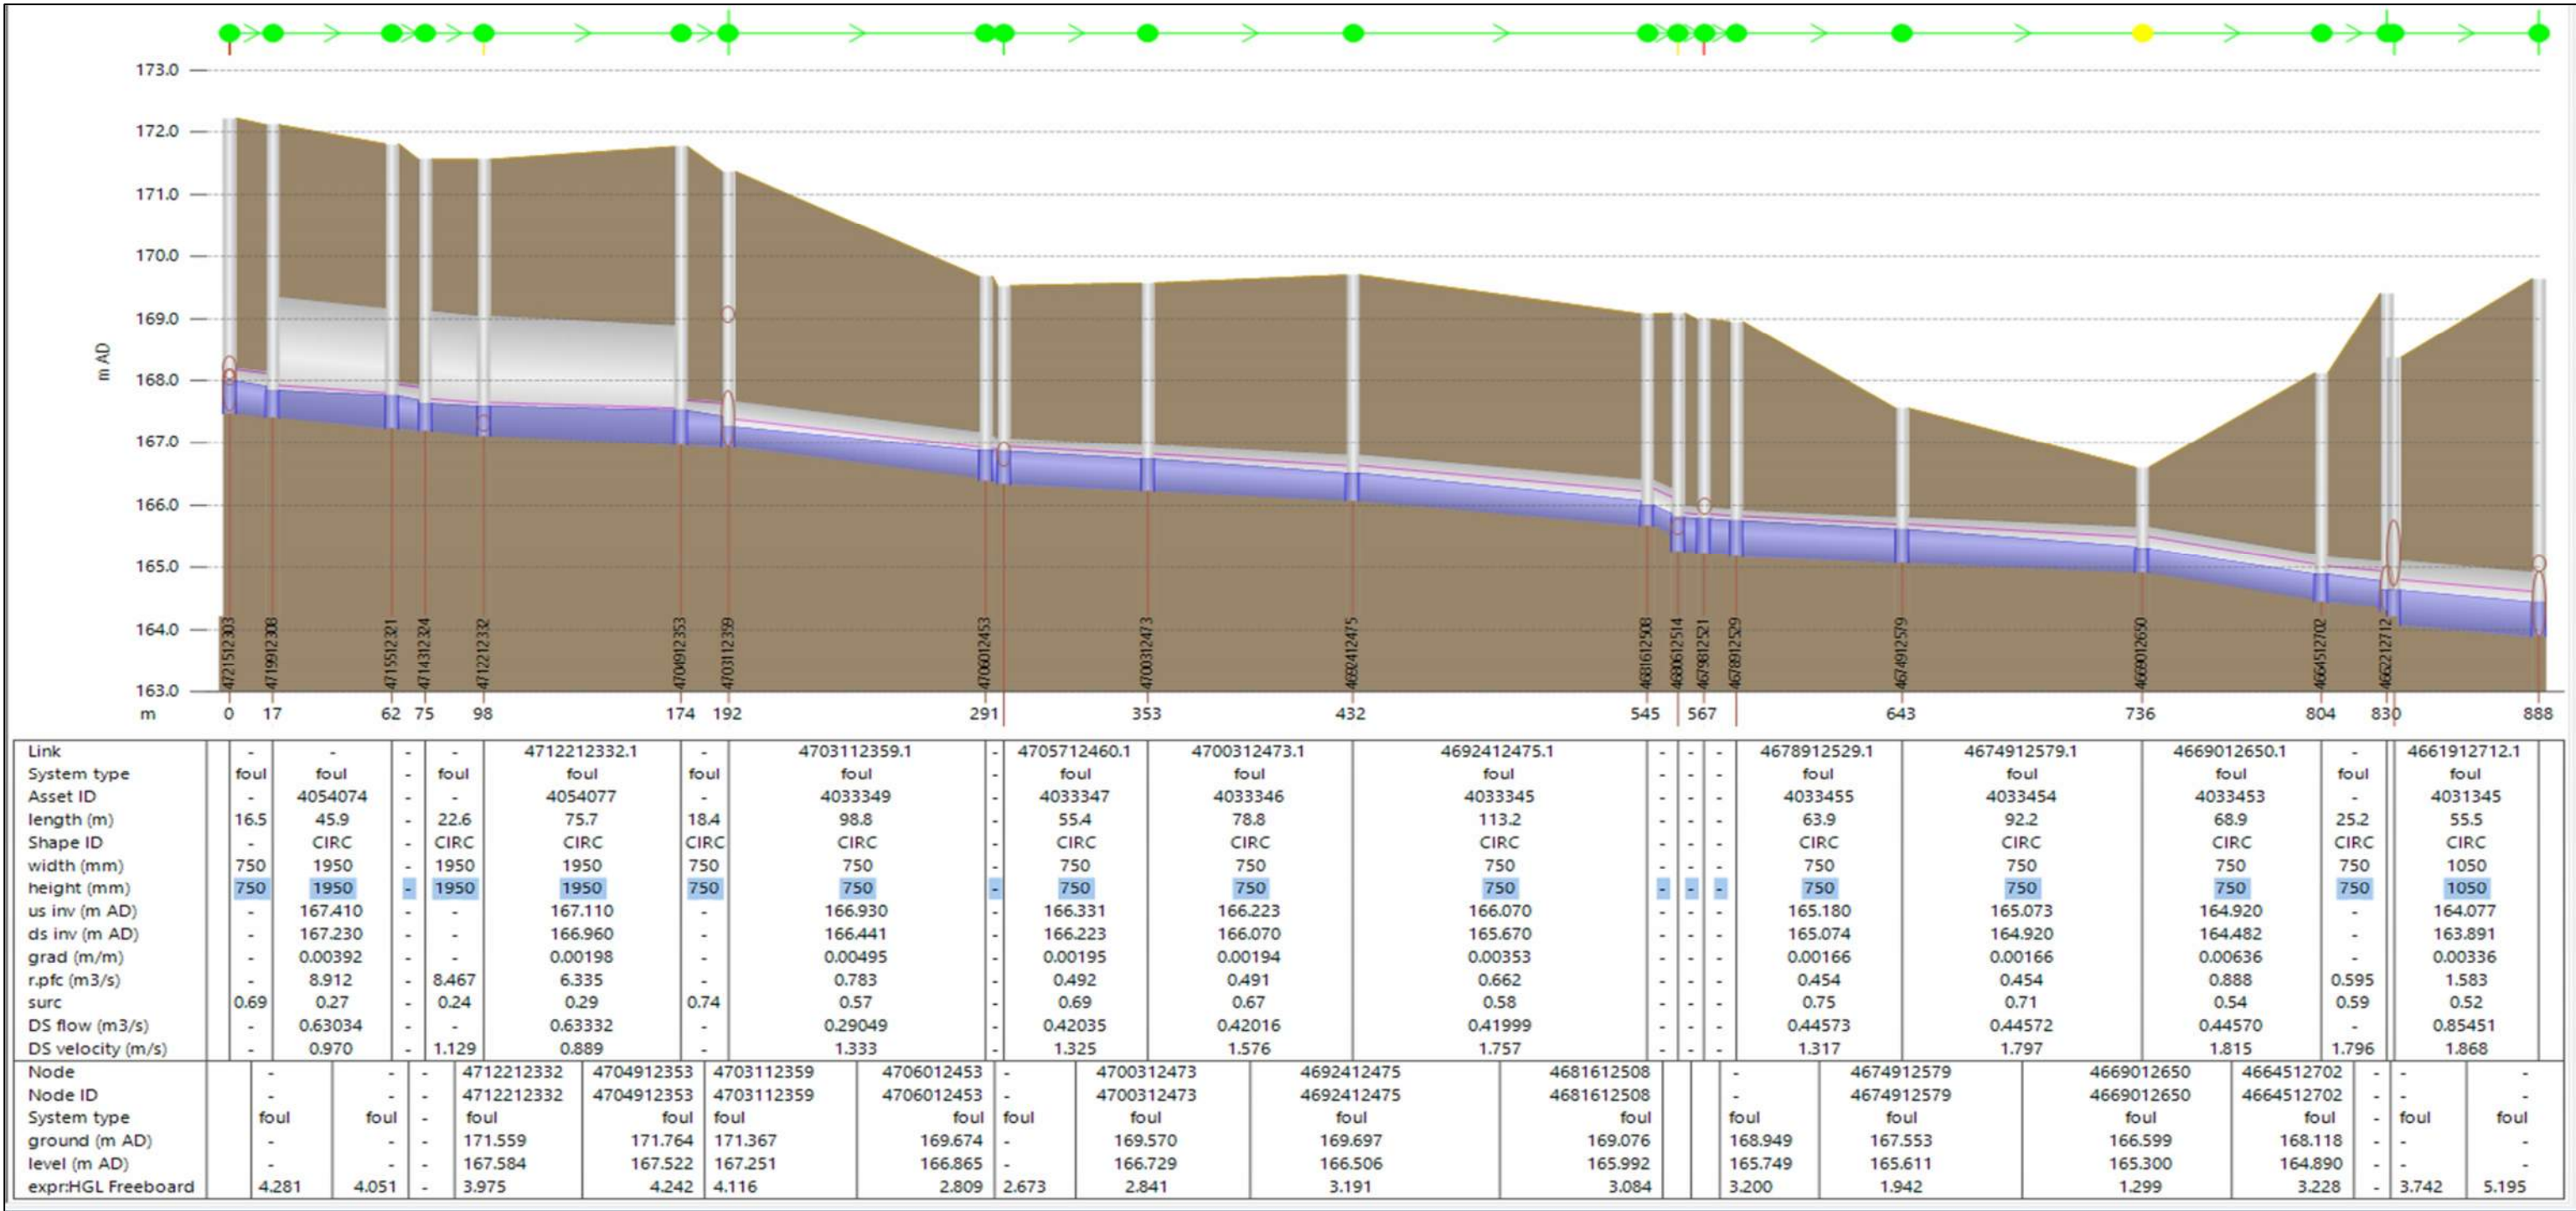 173.0
172.0
171.0
170.0
169.0
168.0
167.0
166.0
165.0
164.0
163.0
m AD
4721512303 4719912308 4715512321 4714312324 4712212332 4704912353 4703112359 4706012453 4700312473 4692412475 4681612508 4680612514 4679812521 4678912529 4674912579 4669012650 4664512702 4662212712
m 0 17 62 75 98 174 192 291 353 432 545 567 643 736 804 830 888
Link - - - - 4712212332.1 - 4703112359.1 - 4705712460.1 4700312473.1 4692412475.1 - - - 4678912529.1 4674912579.1 4669012650.1 - 4661912712.1
System type foul foul - foul foul foul foul - foul foul foul - - - foul foul foul foul foul
Asset ID - 4054074 - - 4054077 - 4033349 - 4033347 4033346 4033345 - - - 4033455 4033454 4033453 - 4031345
length (m) 16.5 45.9 - 22.6 75.7 18.4 98.8 - 55.4 78.8 113.2 - - - 63.9 92.2 68.9 25.2 55.5
Shape ID - CIRC - CIRC CIRC CIRC CIRC - CIRC CIRC CIRC - - - CIRC CIRC CIRC CIRC CIRC
width (mm) 750 1950 - 1950 1950 750 750 - 750 750 750 - - - 750 750 750 750 1050
height (mm) 750 1950 - 1950 1950 750 750 - 750 750 750 - - - 750 750 750 750 1050
us inv (m AD) - 167.410 - - 167.110 - 166.930 - 166.331 166.223 166.070 - - - 165.180 165.073 164.920 - 164.077
ds inv (m AD) - 167.230 - - 166.960 - 166.441 - 166.223 166.070 165.670 - - - 165.074 164.920 164.482 - 163.891
grad (m/m) - 0.00392 - - 0.00198 - 0.00495 - 0.00195 0.00194 0.00353 - - - 0.00166 0.00166 0.00636 - 0.00336
r.pfc (m3/s) - 8.912 - 8.467 6.335 - 0.783 - 0.492 0.491 0.662 - - - 0.454 0.454 0.888 0.595 1.583
surc 0.69 0.27 - 0.24 0.29 0.74 0.57 - 0.69 0.67 0.58 - - - 0.75 0.71 0.54 0.59 0.52
DS flow (m3/s) - 0.63034 - - 0.63332 - 0.29049 - 0.42035 0.42016 0.41999 - - - 0.44573 0.44572 0.44570 - 0.85451
DS velocity (m/s) - 0.970 - 1.129 0.889 - 1.333 - 1.325 1.576 1.757 - - - 1.317 1.797 1.815 1.796 1.868
Node - - - 4712212332 4704912353 4703112359 4706012453 - 4700312473 4692412475 4681612508 - 4674912579 4669012650 4664512702 - - -
Node ID - - - 4712212332 4704912353 4703112359 4706012453 - 4700312473 4692412475 4681612508 - 4674912579 4669012650 4664512702 - - -
System type foul foul - foul foul foul foul foul foul foul foul foul foul foul foul - foul foul
ground (m AD) - - - 171.559 171.764 171.367 169.674 - 169.570 169.697 169.076 168.949 167.553 166.599 168.118 - - -
level (m AD) - - - 167.584 167.522 167.251 166.865 - 166.729 166.506 165.992 165.749 165.611 165.300 164.890 - - -
expr:HGL Freeboard 4.281 4.051 - 3.975 4.242 4.116 2.809 2.673 2.841 3.191 3.084 3.200 1.942 1.299 3.228 - 3.742 5.195